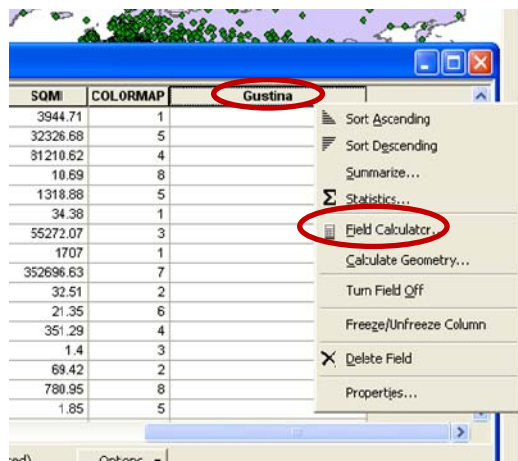 SQMI COLORMAP Gustina
3944.71 1
32326.68 5
81210.62 4
10.69 8
1318.88 5
34.38 1
55272.07 3
1707 1
352696.63 7
32.51 2
21.35 6
351.29 4
1.4 3
69.42 2
780.95 8
1.85 5
Sort Ascending
Sort Descending
Summarize...
Σ Statistics...
Field Calculator...
Calculate Geometry...
Turn Field Off
Freeze/Unfreeze Column
Delete Field
Properties...
Options